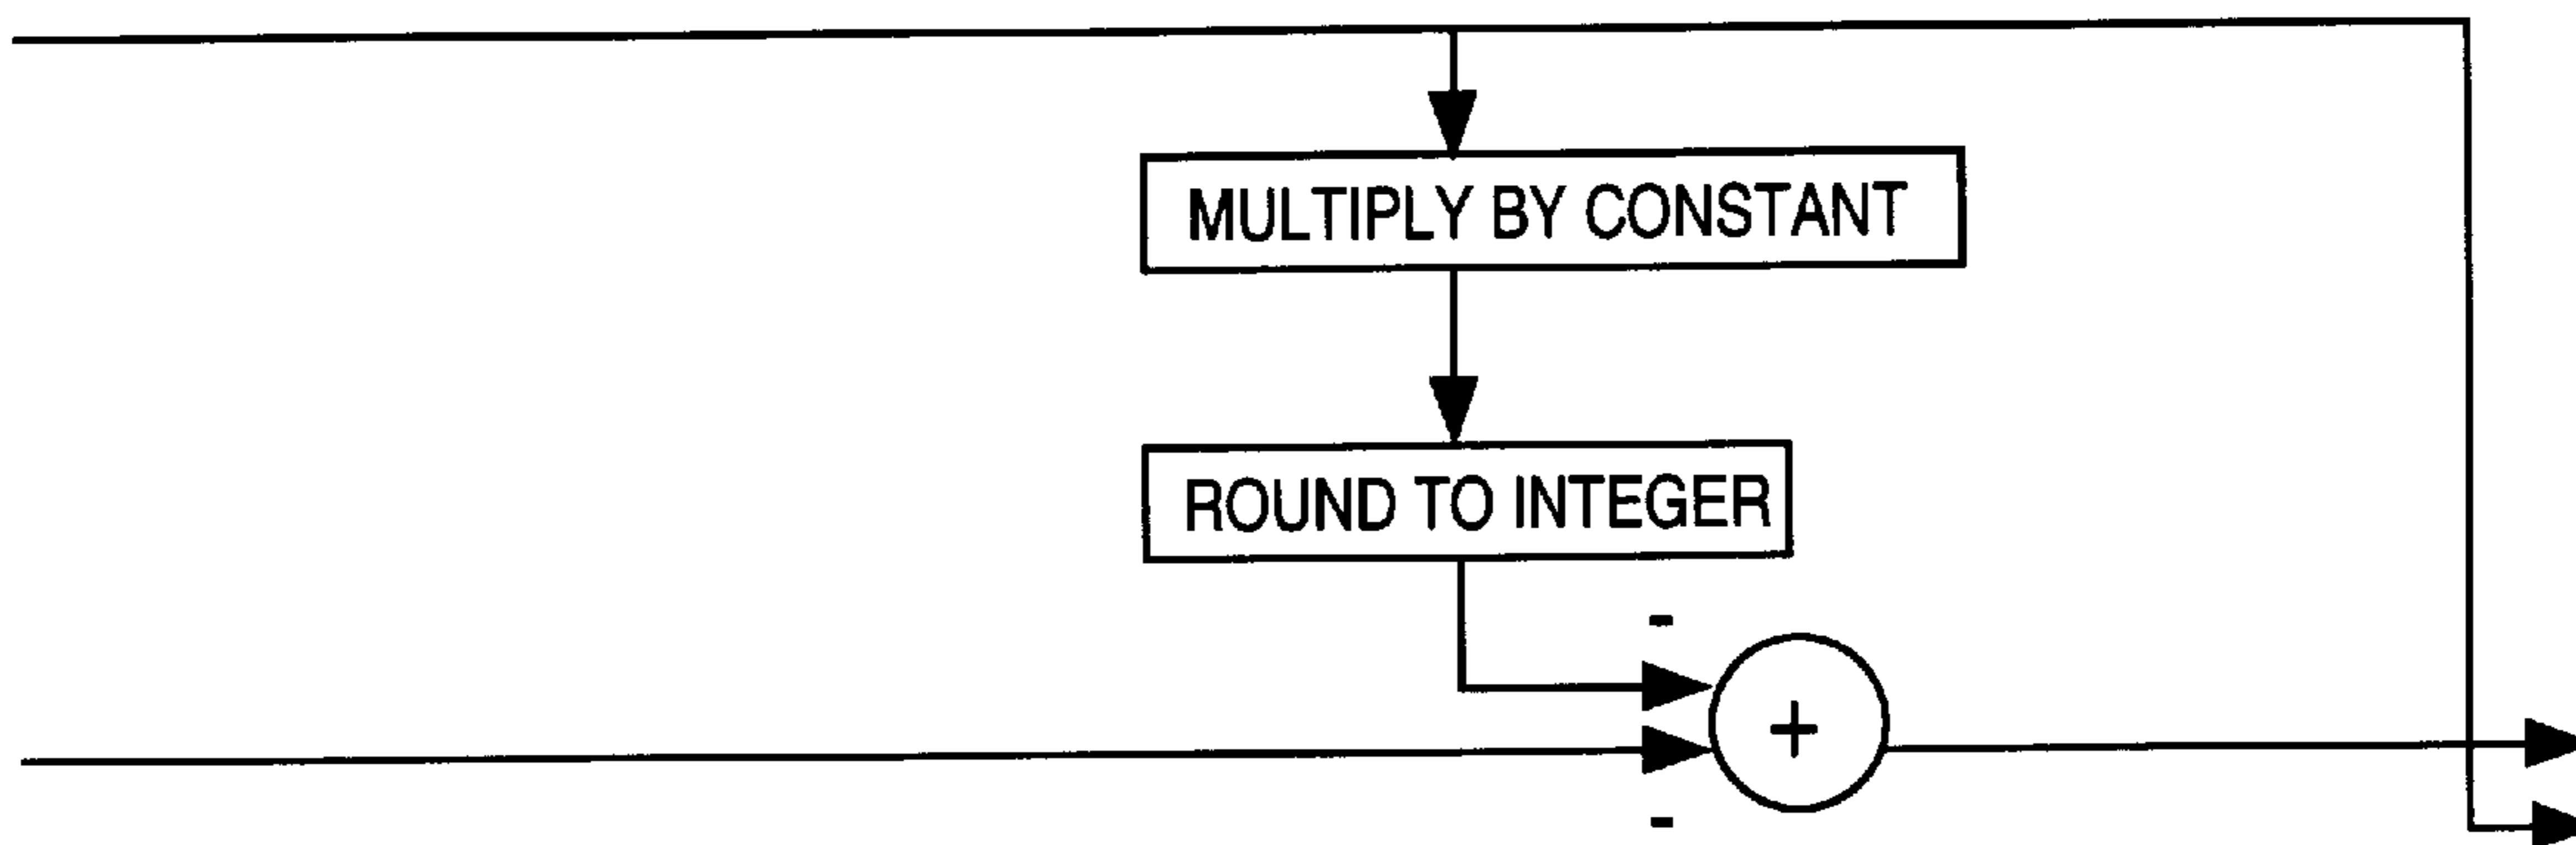 MULTIPLY BY CONSTANT
ROUND TO INTEGER
-
+
-